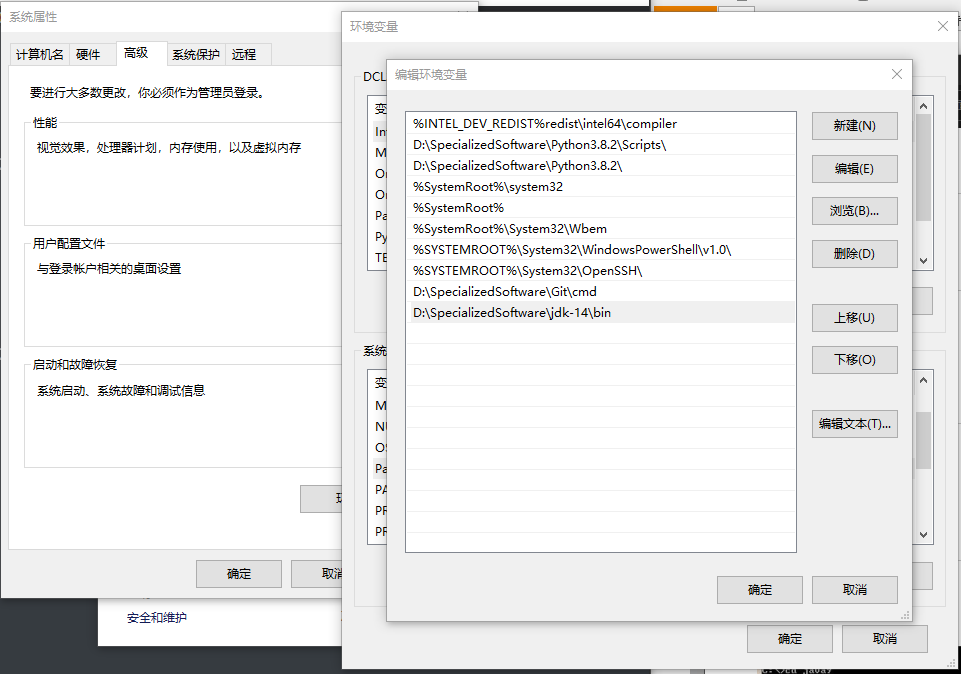 系统属性
计算机名
硬件
高级
系统保护
远程
要进行大多数更改，你必须作为管理员登录。
性能
视觉效果，处理器计划，内存使用，以及虚拟内存
用户配置文件
与登录帐户相关的桌面设置
启动和故障恢复
系统启动、系统故障和调试信息
确定
取消
安全和维护
环境变量
DCL
变
In
M
On
On
Pa
Py
TE
系统
变
M
NU
OS
Pa
PA
PR
PR
确定
取消
编辑环境变量
%INTEL_DEV_REDIST%redist\intel64\compiler
D:\SpecializedSoftware\Python3.8.2\Scripts\
D:\SpecializedSoftware\Python3.8.2\
%SystemRoot%\system32
%SystemRoot%
%SystemRoot%\System32\Wbem
%SYSTEMROOT%\System32\WindowsPowerShell\v1.0\
%SYSTEMROOT%\System32\OpenSSH\
D:\SpecializedSoftware\Git\cmd
D:\SpecializedSoftware\jdk-14\bin
新建(N)
编辑(E)
浏览(B)...
删除(D)
上移(U)
下移(O)
编辑文本(T)...
确定
取消